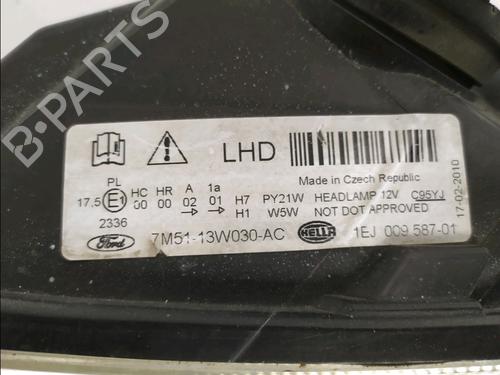 B-PARTS
LHD
Made in Czech Republic
PL HC HR A 1a H7 PY21W HEADLAMP 12V C95YJ
17.5 E1 00 00 02 01 H1 W5W NOT DOT APPROVED
17-02-2010
2336
Ford 7M51-13W030-AC HELLA 1EJ 009 587-01